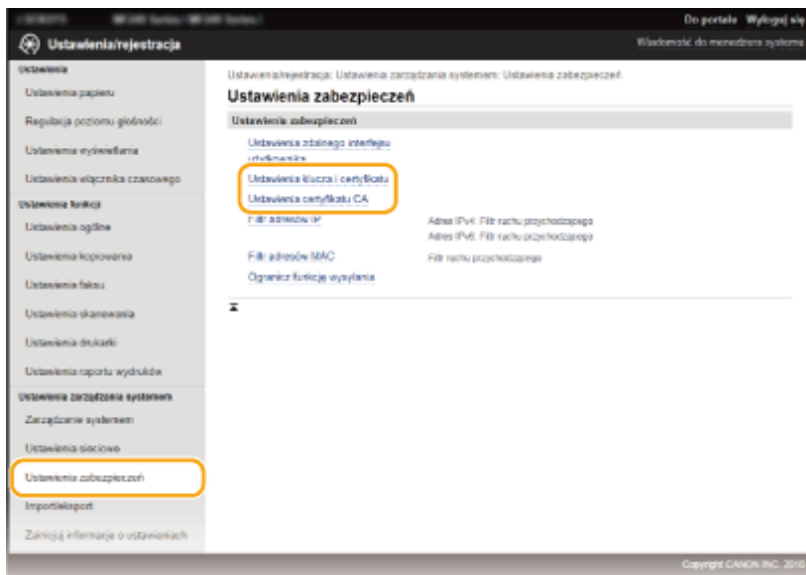 Do portalu Wyloguj się
Ustawienia/rejestracja
Wiadomość do menedżera systemu
Ustawienia
Ustawienia papieru
Regulacja poziomu głośności
Ustawienia wyświetlania
Ustawienia włącznika czasowego
Ustawienia funkcji
Ustawienia ogólne
Ustawienia kopiowania
Ustawienia faksu
Ustawienia skanowania
Ustawienia drukarki
Ustawienia raportu wydruków
Ustawienia zarządzania systemem
Zarządzanie systemem
Ustawienia sieciowe
Ustawienia zabezpieczeń
Import/eksport
Zainicjuj informacje o ustawieniach
Ustawienia/rejestracja: Ustawienia zarządzania systemem: Ustawienia zabezpieczeń
Ustawienia zabezpieczeń
Ustawienia zabezpieczeń
Ustawienia zdalnego interfejsu
użytkownika
Ustawienia klucza i certyfikatu
Ustawienia certyfikatu CA
Filtr adresów IP
Adres IPv4: Filtr ruchu przychodzącego
Adres IPv6: Filtr ruchu przychodzącego
Filtr adresów MAC
Filtr ruchu przychodzącego
Ogranicz funkcję wysyłania
Copyright CANON INC.